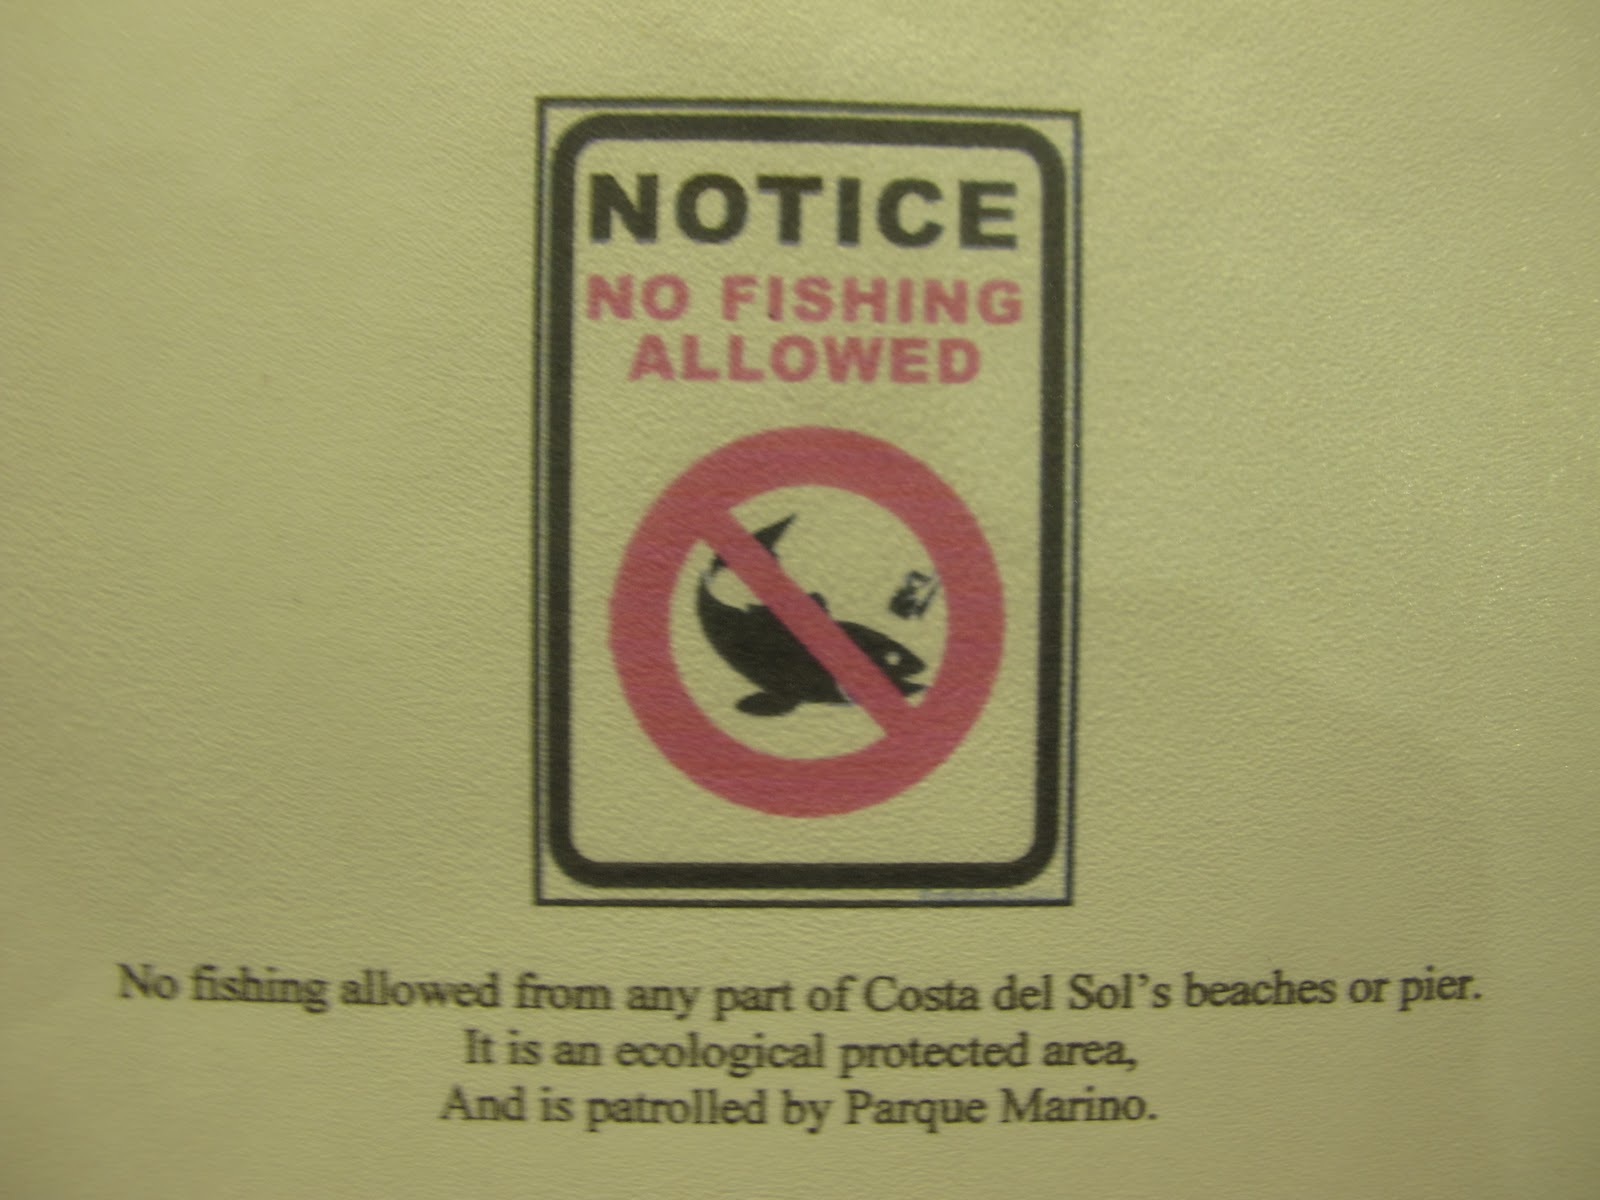 NOTICE
NO FISHING
ALLOWED
No fishing allowed from any part of Costa del Sol's beaches or pier.
It is an ecological protected area,
And is patrolled by Parque Marino.